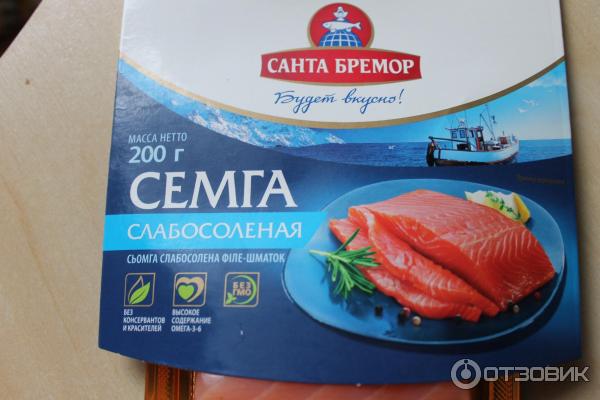 САНТА БРЕМОР
Будет вкусно!
МАССА НЕТТО
200 г
СЕМГА
СЛАБОСОЛЕНАЯ
СЬОМГА СЛАБОСОЛЕНА ФІЛЕ-ШМАТОК
БЕЗ
КОНСЕРВАНТОВ
И КРАСИТЕЛЕЙ
ВЫСОКОЕ
СОДЕРЖАНИЕ
ОМЕГА-3-6
БЕЗ
ГМО
ОТЗОВИК